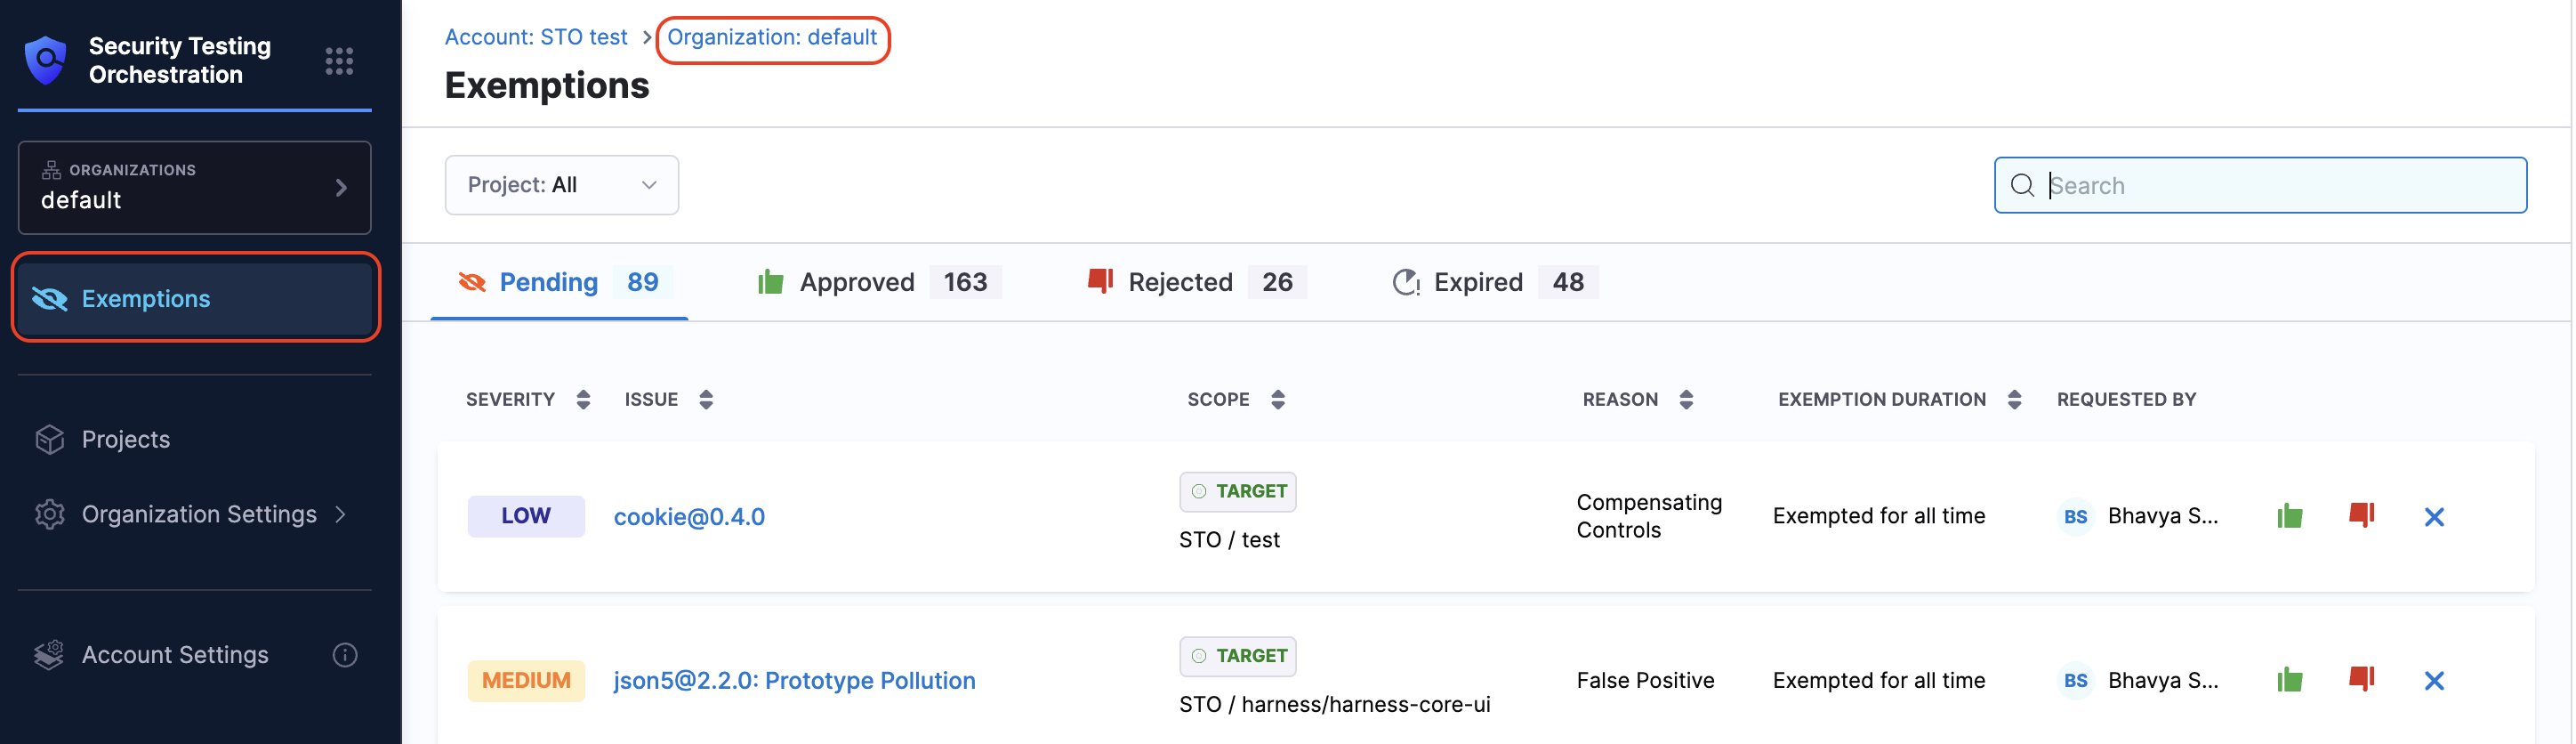 Security Testing
Orchestration
ORGANIZATIONS
default
Exemptions
Projects
Organization Settings
Account Settings
Account: STO test > Organization: default
Exemptions
Project: All
Search
Pending 89 Approved 163 Rejected 26 Expired 48
SEVERITY ISSUE SCOPE REASON EXEMPTION DURATION REQUESTED BY
LOW cookie@0.4.0 TARGET
STO / test
Compensating
Controls
Exempted for all time BS Bhavya S...
MEDIUM json5@2.2.0: Prototype Pollution TARGET
STO / harness/harness-core-ui
False Positive Exempted for all time BS Bhavya S...